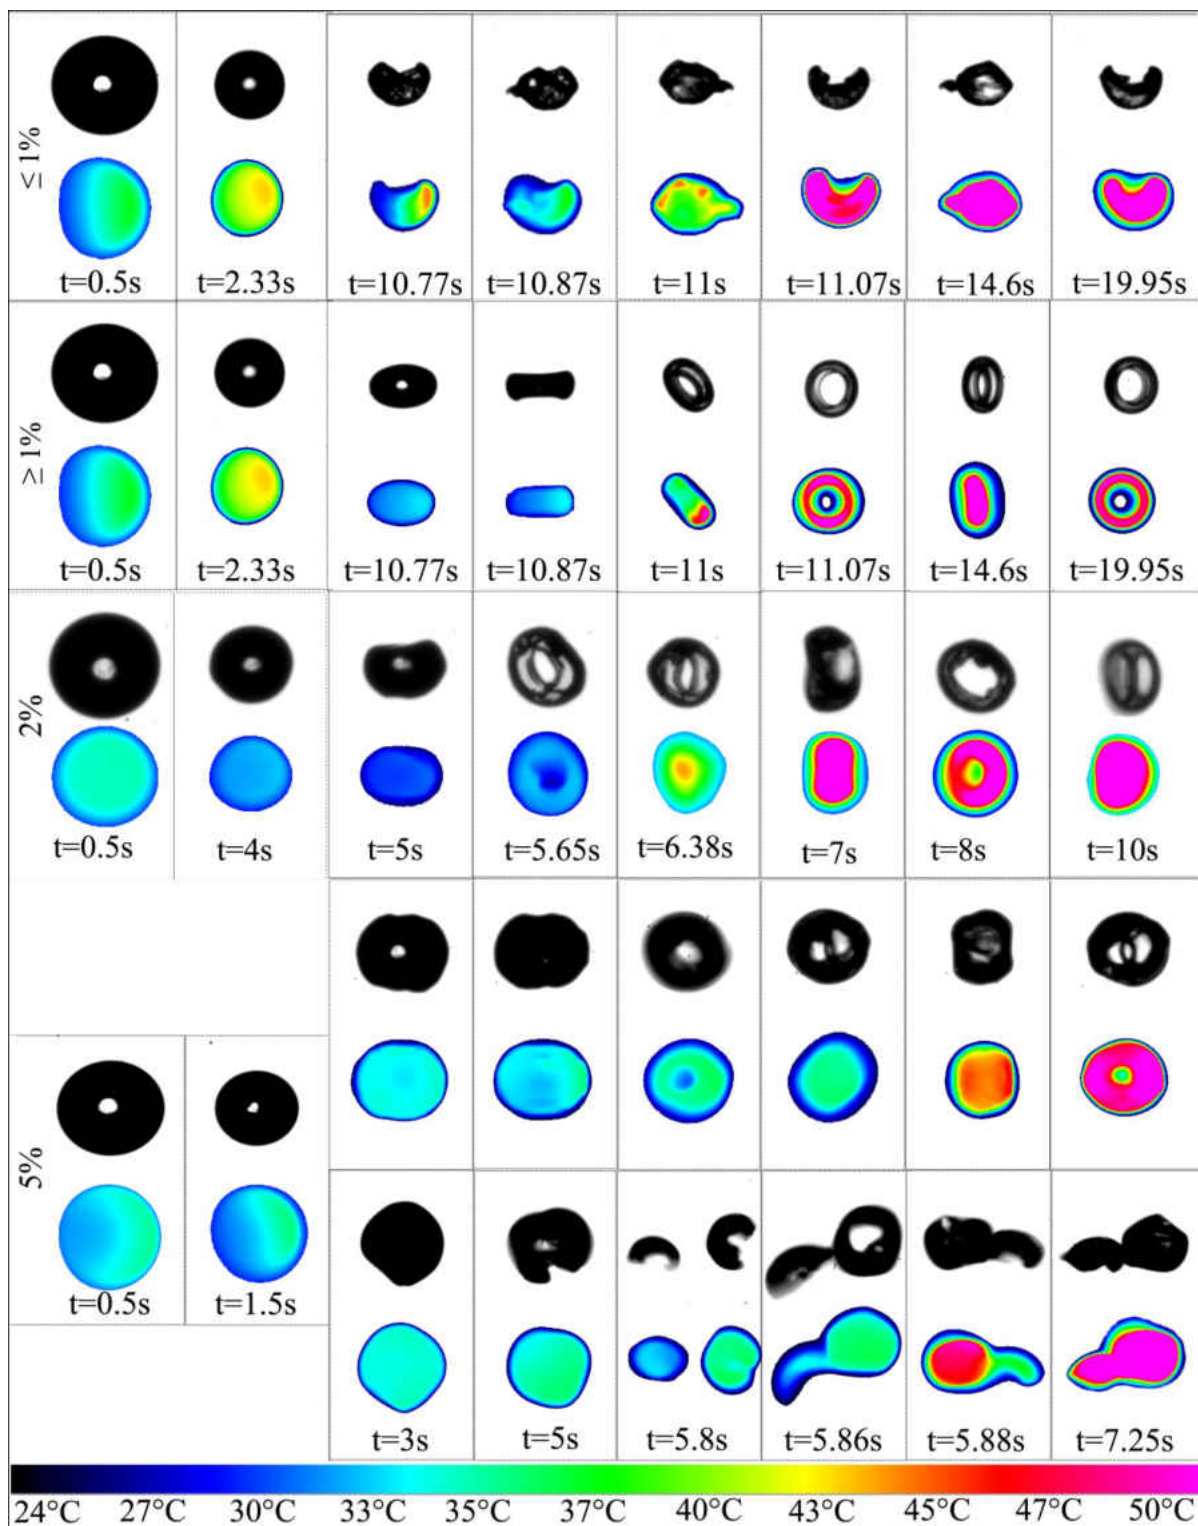 ≤ 1%
t=0.5s t=2.33s t=10.77s t=10.87s t=11s t=11.07s t=14.6s t=19.95s
≥ 1%
t=0.5s t=2.33s t=10.77s t=10.87s t=11s t=11.07s t=14.6s t=19.95s
2%
t=0.5s t=4s t=5s t=5.65s t=6.38s t=7s t=8s t=10s
5%
t=0.5s t=1.5s
t=3s t=5s t=5.8s t=5.86s t=5.88s t=7.25s
24°C 27°C 30°C 33°C 35°C 37°C 40°C 43°C 45°C 47°C 50°C